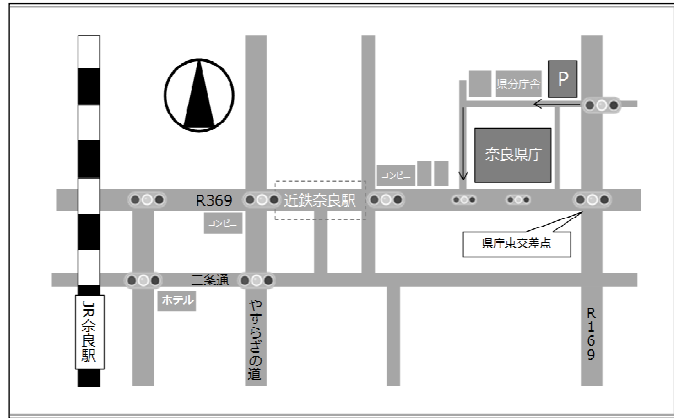 県分庁舎
P
奈良県庁
コンビニ
R369
近鉄奈良駅
コンビニ
県庁東交差点
二条通
ホテル
JR奈良駅
やすらぎの道
R169